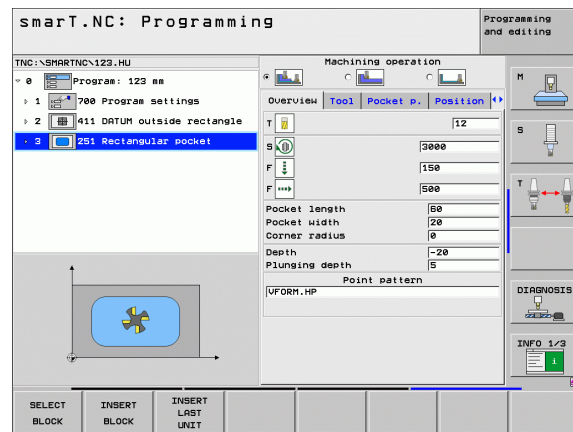 smarT.NC: Programming
Programming and editing
TNC:\SMARTNC\123.HU
0 Program: 123 mm
1 700 Program settings
2 411 DATUM outside rectangle
3 251 Rectangular pocket
Machining operation
Overview Tool Pocket p. Position
T 12
S 3000
F 150
F 500
Pocket length 60
Pocket width 20
Corner radius 0
Depth -20
Plunging depth 5
Point pattern
VFORM.HP
M
S
T
DIAGNOSIS
INFO 1/3
i
SELECT BLOCK
INSERT BLOCK
INSERT LAST UNIT